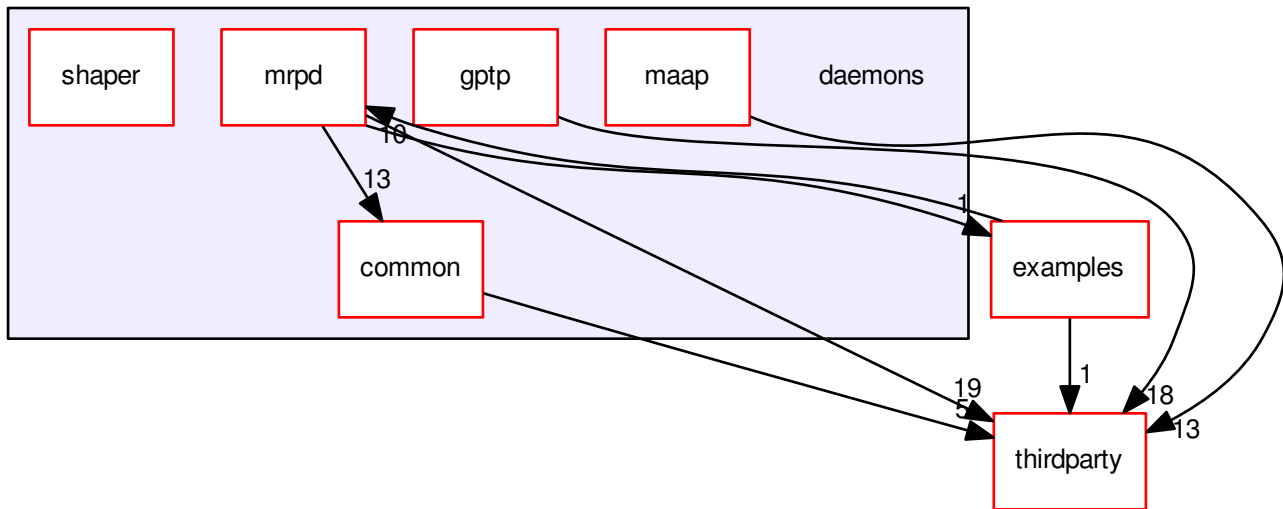 shaper
mrpd
gptp
maap
daemons
10
13
1
common
examples
1
19
5
18
13
thirdparty